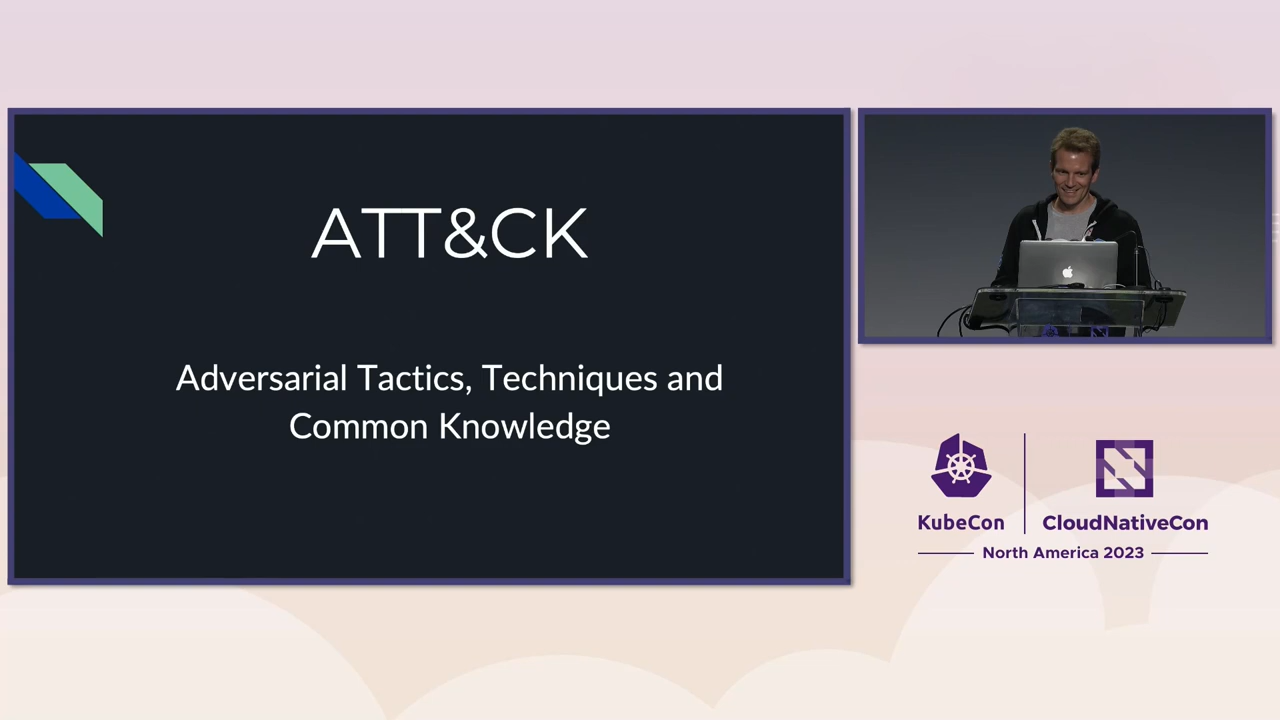 ATT&CK
Adversarial Tactics, Techniques and
Common Knowledge
KubeCon
CloudNativeCon
North America 2023